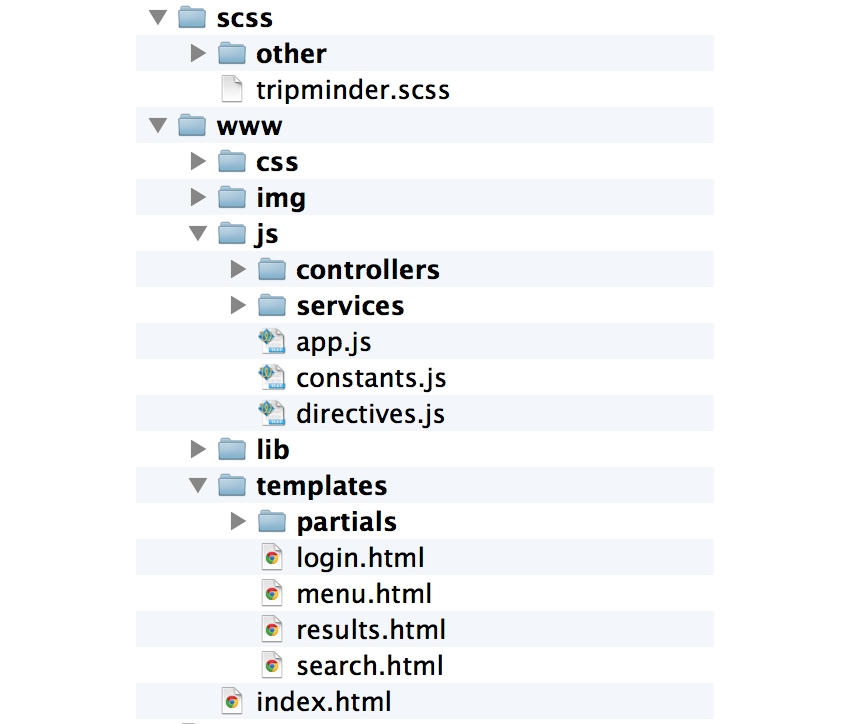 scss
other
tripminder.scss
www
css
img
js
controllers
services
app.js
constants.js
directives.js
lib
templates
partials
login.html
menu.html
results.html
search.html
index.html